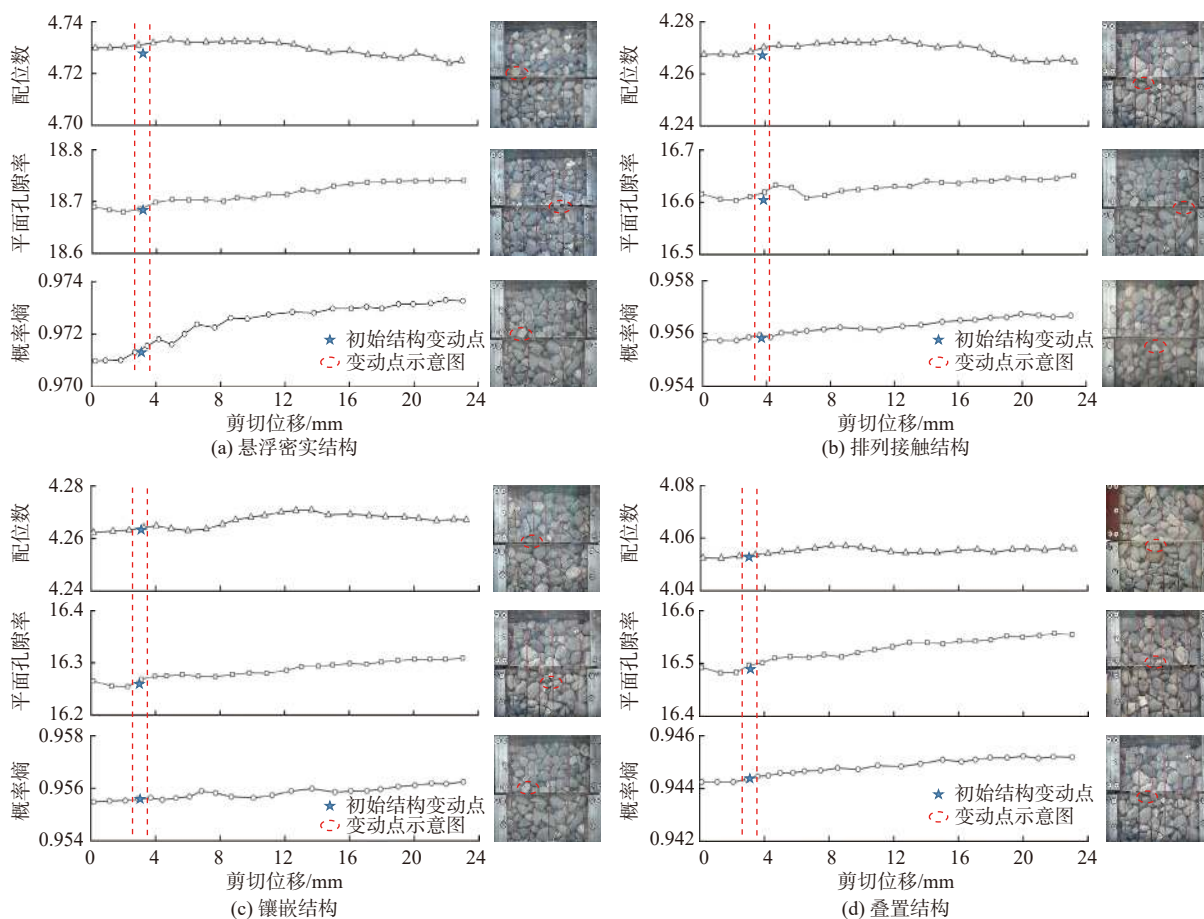 4.74
4.72
4.70
配位数
18.8
18.7
18.6
平面孔隙率
0.974
0.972
0.970
概率熵
初始结构变动点
变动点示意图
0 4 8 12 16 20 24
剪切位移/mm
(a) 悬浮密实结构
4.28
4.26
4.24
配位数
16.7
16.6
16.5
平面孔隙率
0.958
0.956
0.954
概率熵
初始结构变动点
变动点示意图
0 4 8 12 16 20 24
剪切位移/mm
(b) 排列接触结构
4.28
4.26
4.24
配位数
16.4
16.3
16.2
平面孔隙率
0.958
0.956
0.954
概率熵
初始结构变动点
变动点示意图
0 4 8 12 16 20 24
剪切位移/mm
(c) 镶嵌结构
4.08
4.06
4.04
配位数
16.6
16.5
16.4
平面孔隙率
0.946
0.944
0.942
概率熵
初始结构变动点
变动点示意图
0 4 8 12 16 20 24
剪切位移/mm
(d) 叠置结构